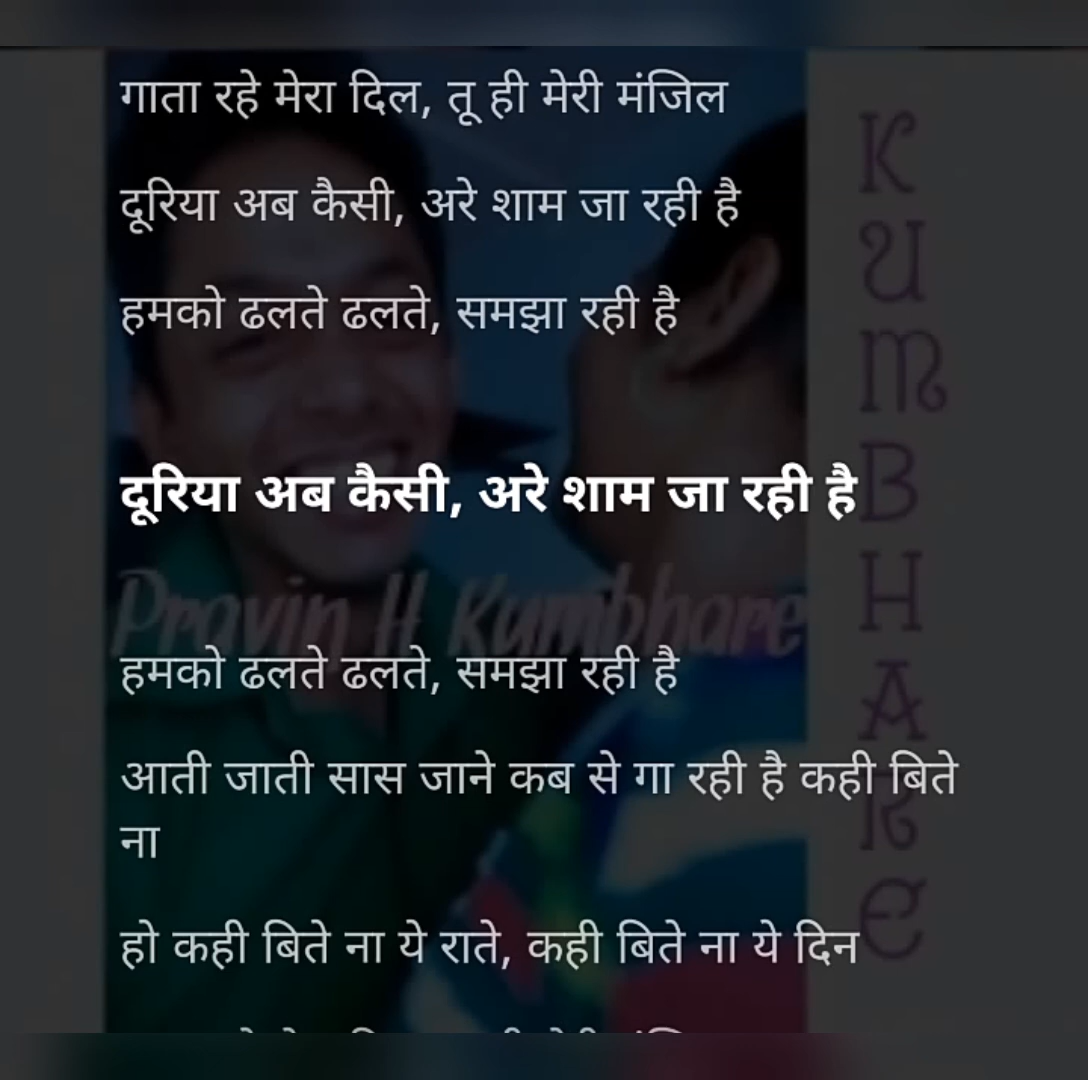 गाता रहे मेरा दिल, तू ही मेरी मंजिल
दूरिया अब कैसी, अरे शाम जा रही है
हमको ढलते ढलते, समझा रही है
दूरिया अब कैसी, अरे शाम जा रही है
Pravin H Kumbhare
हमको ढलते ढलते, समझा रही है
आती जाती सास जाने कब से गा रही है कही बिते
ना
हो कही बिते ना ये राते, कही बिते ना ये दिन
KUMBHARE